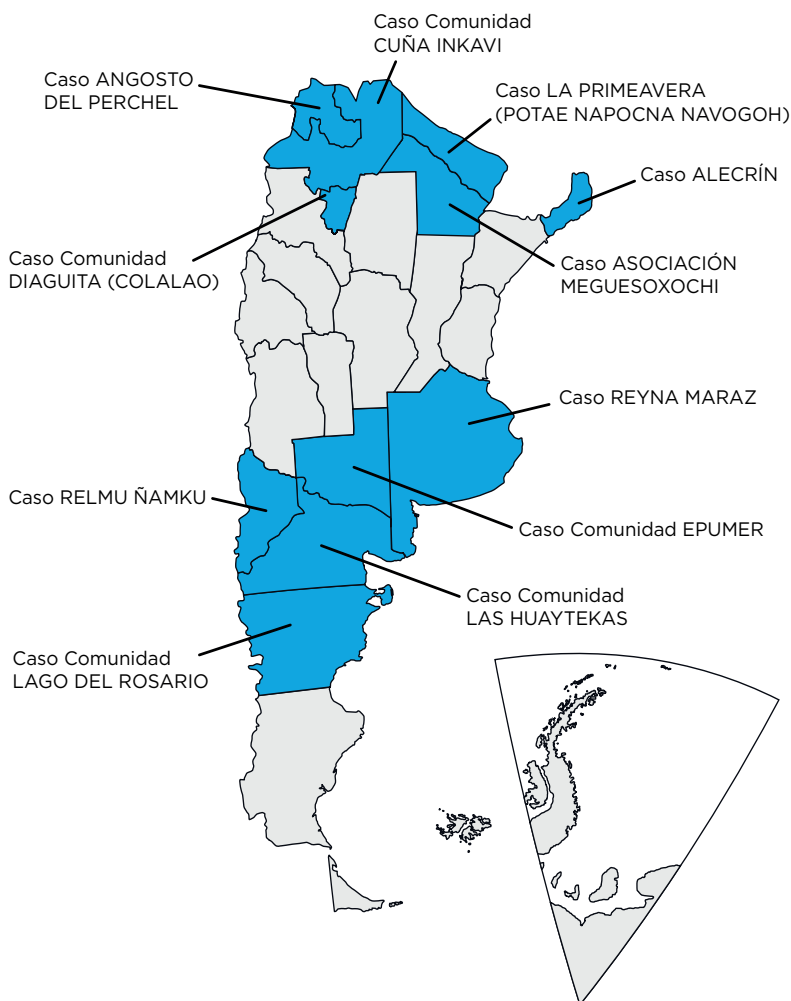 Caso Comunidad
CUÑA INKAVI
Caso ANGOSTO
DEL PERCHEL
Caso LA PRIMEAVERA
(POTAE NAPOCNA NAVOGOH)
Caso ALECRÍN
Caso Comunidad
DIAGUITA (COLALAO)
Caso ASOCIACIÓN
MEGUESOXOCHI
Caso REYNA MARAZ
Caso RELMU ÑAMKU
Caso Comunidad EPUMER
Caso Comunidad
LAS HUAYTEKAS
Caso Comunidad
LAGO DEL ROSARIO